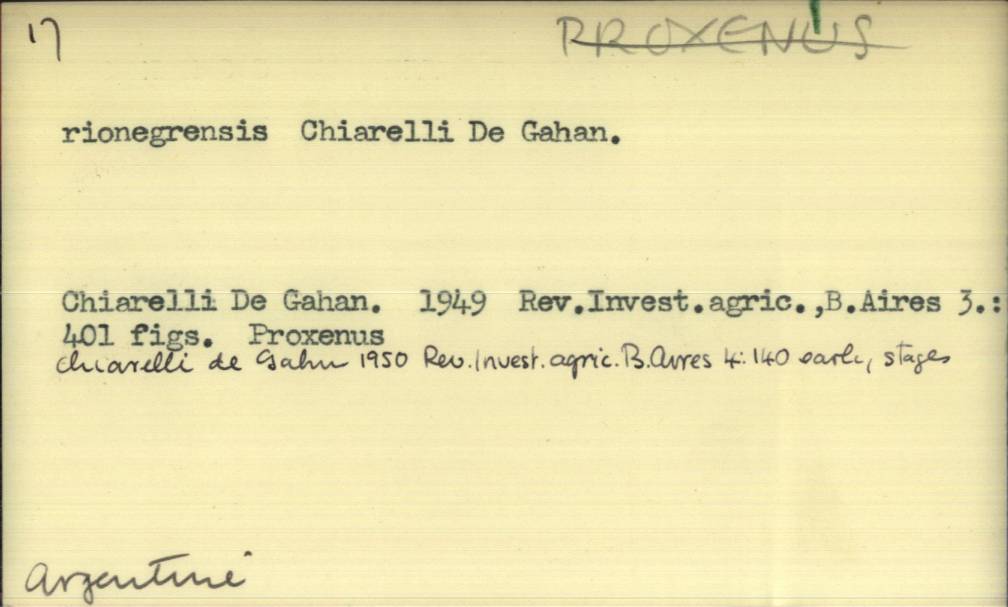 17
PROXENUS
rionegrensis Chiarelli De Gahan.
Chiarelli De Gahan. 1949 Rev.Invest.agric.,B.Aires 3.:
401 figs. Proxenus
Chiarelli de Gahn 1950 Rev.Invest.agric.B.Aires 4:140 early stages
Argentine